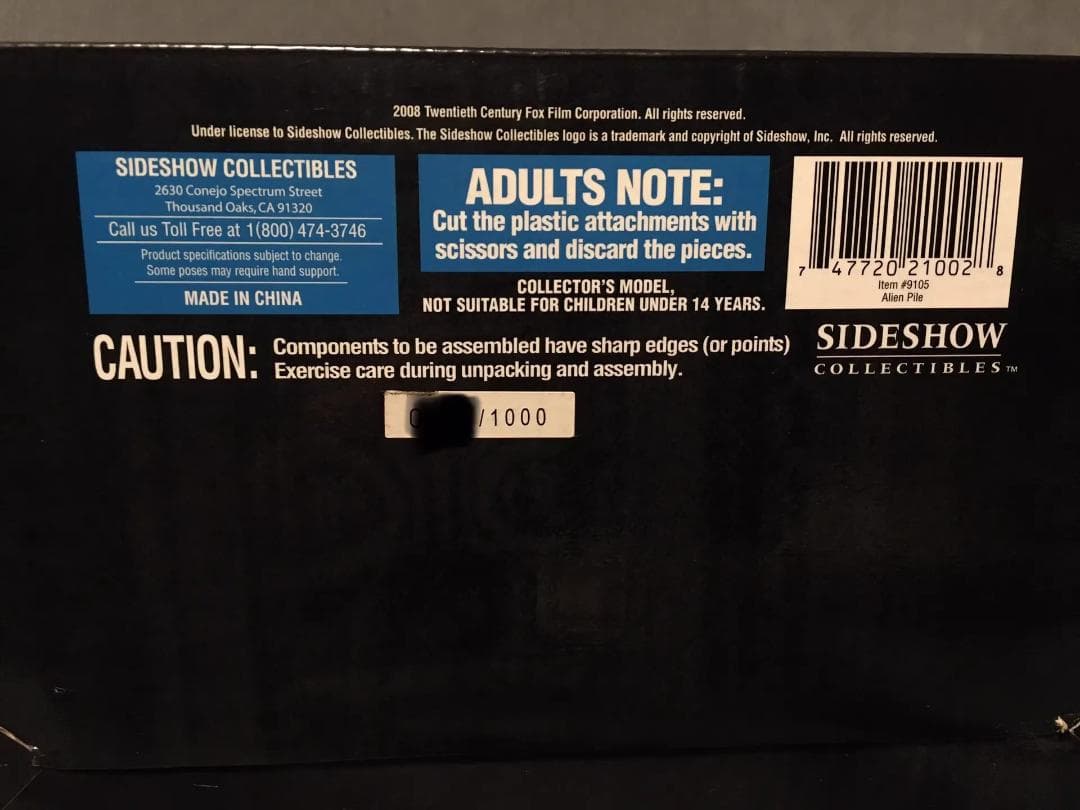 2008 Twentieth Century Fox Film Corporation. All rights reserved.
Under license to Sideshow Collectibles. The Sideshow Collectibles logo is a trademark and copyright of Sideshow, Inc. All rights reserved.
SIDESHOW COLLECTIBLES
2630 Conejo Spectrum Street
Thousand Oaks, CA 91320
Call us Toll Free at 1(800) 474-3746
Product specifications subject to change.
Some poses may require hand support.
MADE IN CHINA
ADULTS NOTE:
Cut the plastic attachments with
scissors and discard the pieces.
COLLECTOR'S MODEL,
NOT SUITABLE FOR CHILDREN UNDER 14 YEARS.
7 47720 21002 8
Item #9105
Alien Pile
SIDESHOW
COLLECTIBLES TM
CAUTION: Components to be assembled have sharp edges (or points)
Exercise care during unpacking and assembly.
/1000